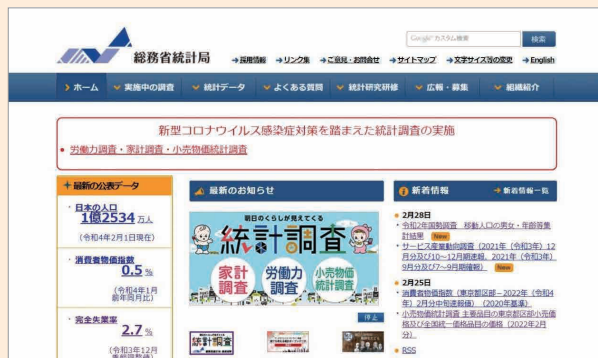 Google カスタム検索
検索
総務省統計局
採用情報 リンク集 ご意見・お問合せ サイトマップ 文字サイズ等の変更 English
ホーム 実施中の調査 統計データ よくある質問 統計研究研修 広報・募集 組織紹介
新型コロナウイルス感染症対策を踏まえた統計調査の実施
労働力調査・家計調査・小売物価統計調査
最新の公表データ
日本の人口
1億2534 万人
(令和4年2月1日現在)
消費者物価指数
0.5 %
(令和4年1月
前年同月比)
完全失業率
2.7 %
(令和3年12月
最新のお知らせ
明日のくらしが見えてくる
統計調査
家計
調査
労働力
調査
小売物価
統計調査
停止
統計調査
新着情報 新着情報一覧
2月28日
令和2年国勢調査 移動人口の男女・年齢等集
計結果 New
サービス産業動向調査(2021年(令和3年)12
月分及び10~12月期速報、2021年(令和3年)
9月分及び7~9月期確報) New
2月25日
消費者物価指数(東京都区部-2022年(令和4
年)2月分中旬速報値)(2020年基準)
小売物価統計調査 主要品目の東京都区部小売価
格及び全国統一価格品目の価格(2022年2月
分)
RSS